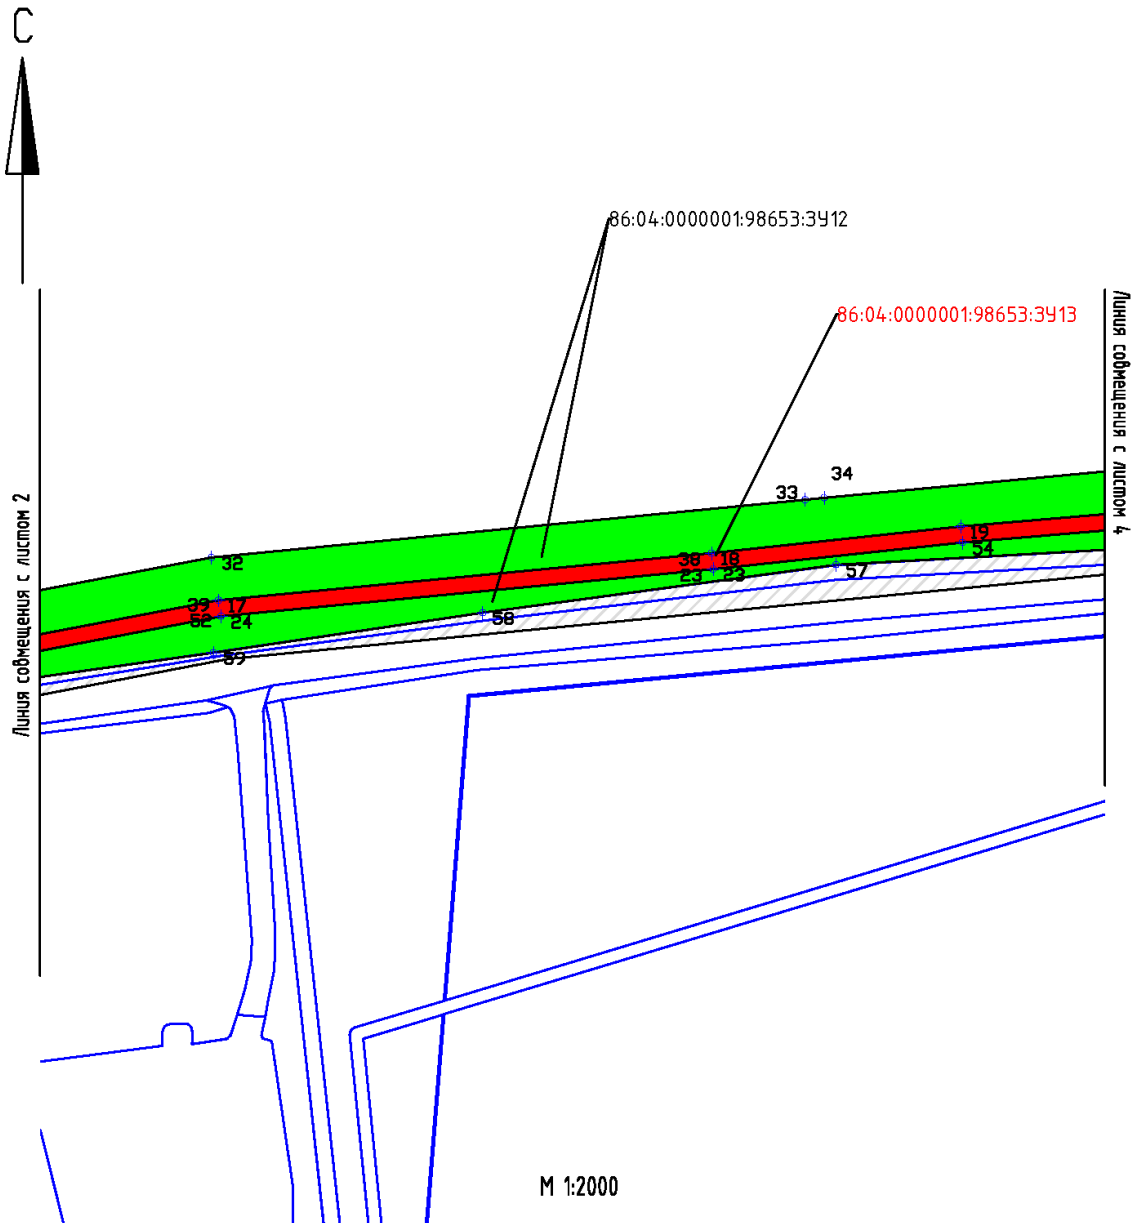 С
86:04:0000001:98653:ЗУ12
86:04:0000001:98653:ЗУ13
Линия совмещения с листом 4
Линия совмещения с листом 2
34
33
32
19
54
38 18
23 23
57
39 17
52 24
58
59
М 1:2000